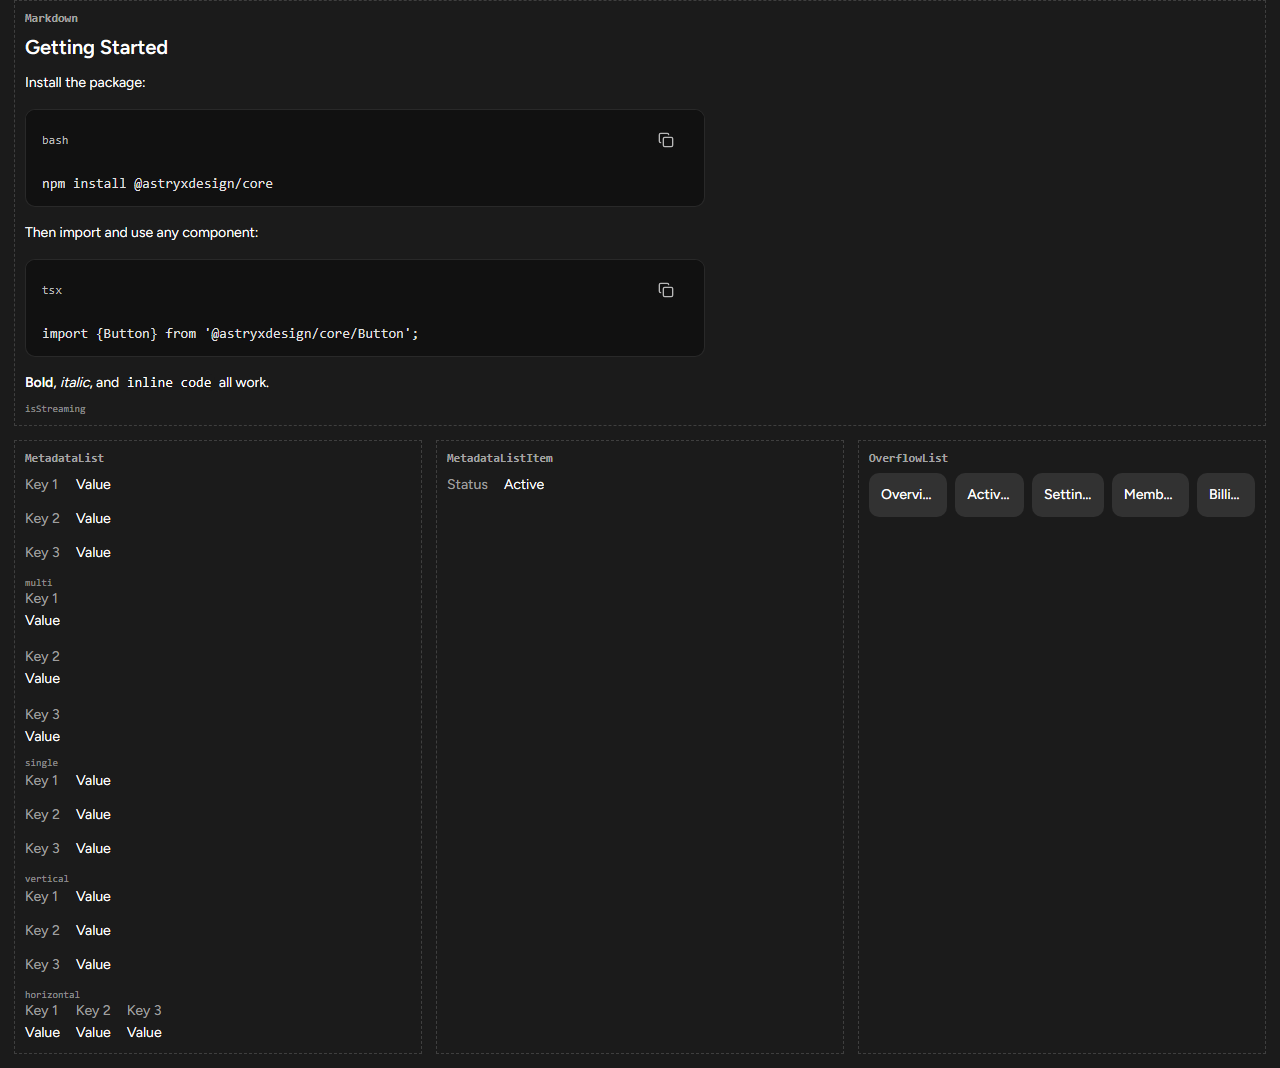 Markdown
Getting Started
Install the package:
bash
npm install @astryxdesign/core
Then import and use any component:
tsx
import {Button} from '@astryxdesign/core/Button';
Bold, italic, and inline code all work.
isStreaming
MetadataList
Key 1 Value
Key 2 Value
Key 3 Value
multi
Key 1
Value
Key 2
Value
Key 3
Value
single
Key 1 Value
Key 2 Value
Key 3 Value
vertical
Key 1 Value
Key 2 Value
Key 3 Value
horizontal
Key 1 Key 2 Key 3
Value Value Value
MetadataListItem
Status Active
OverflowList
Overvi... Activ... Settin... Memb... Billi...